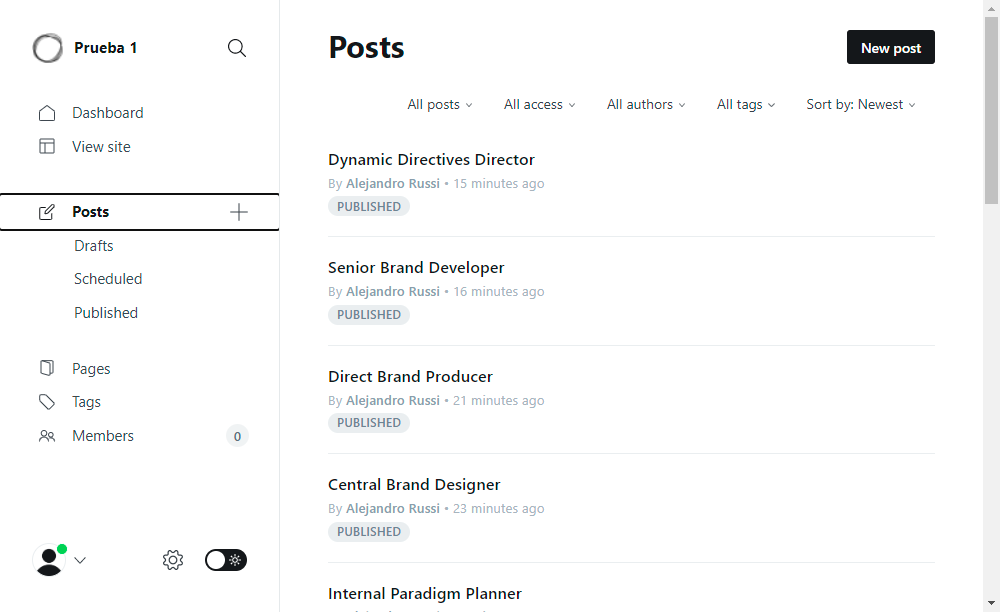 Prueba 1
Dashboard
View site
Posts
Drafts
Scheduled
Published
Pages
Tags
Members
0
Posts
New post
All posts
All access
All authors
All tags
Sort by: Newest
Dynamic Directives Director
By Alejandro Russi • 15 minutes ago
PUBLISHED
Senior Brand Developer
By Alejandro Russi • 16 minutes ago
PUBLISHED
Direct Brand Producer
By Alejandro Russi • 21 minutes ago
PUBLISHED
Central Brand Designer
By Alejandro Russi • 23 minutes ago
PUBLISHED
Internal Paradigm Planner